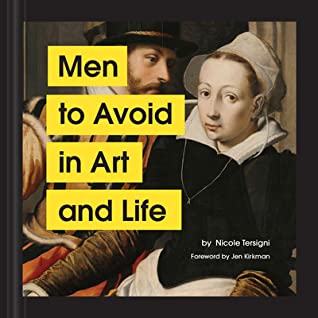 Men
to Avoid
in Art
and Life
by Nicole Tersigni
Foreword by Jen Kirkman